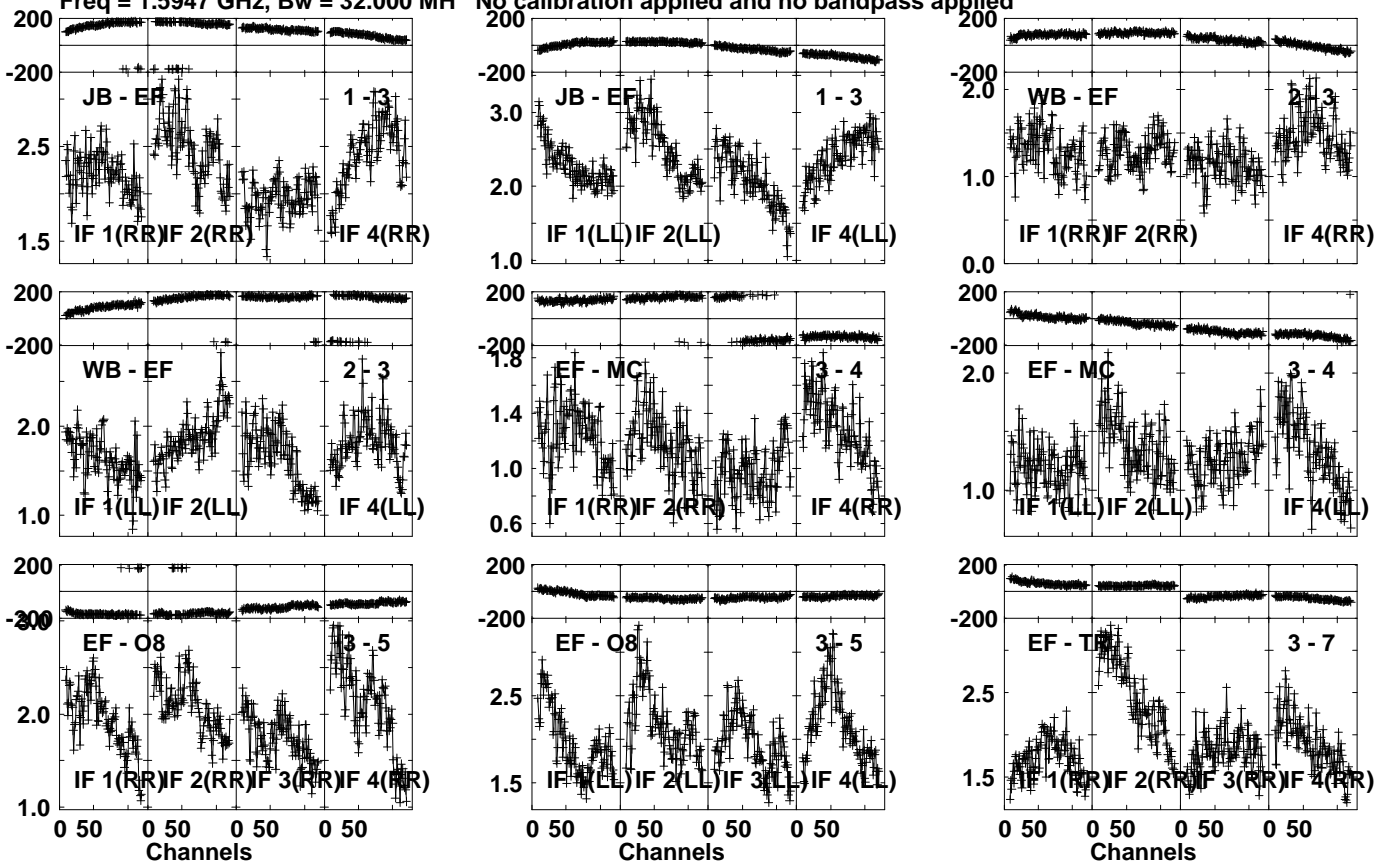 Freq = 1.5947 GHz, Bw = 32.000 MH No calibration applied and no bandpass applied
200
-200
JB - EF 1 - 3
2.5
1.5
IF 1(RR) IF 2(RR) IF 4(RR)
JB - EF 1 - 3
3.0
2.0
1.0
IF 1(LL) IF 2(LL) IF 4(LL)
200
-200
WB - EF 2 - 3
2.0
1.0
0.0
IF 1(RR) IF 2(RR) IF 4(RR)
200
-200
WB - EF 2 - 3
2.0
1.0
IF 1(LL) IF 2(LL) IF 4(LL)
200
-200
EF - MC 3 - 4
1.8
1.4
1.0
0.6
IF 1(RR) IF 2(RR) IF 4(RR)
200
-200
EF - MC 3 - 4
2.0
1.0
IF 1(LL) IF 2(LL) IF 4(LL)
200
-200
EF - O8 3 - 5
3.0
2.0
1.0
IF 1(RR) IF 2(RR) IF 3(RR) IF 4(RR)
0 50 0 50 0 50 0 50
Channels
200
-200
EF - O8 3 - 5
2.5
1.5
IF 1(LL) IF 2(LL) IF 3(LL) IF 4(LL)
0 50 0 50 0 50 0 50
Channels
200
-200
EF - TR 3 - 7
2.5
1.5
IF 1(RR) IF 2(RR) IF 3(RR) IF 4(RR)
0 50 0 50 0 50 0 50
Channels